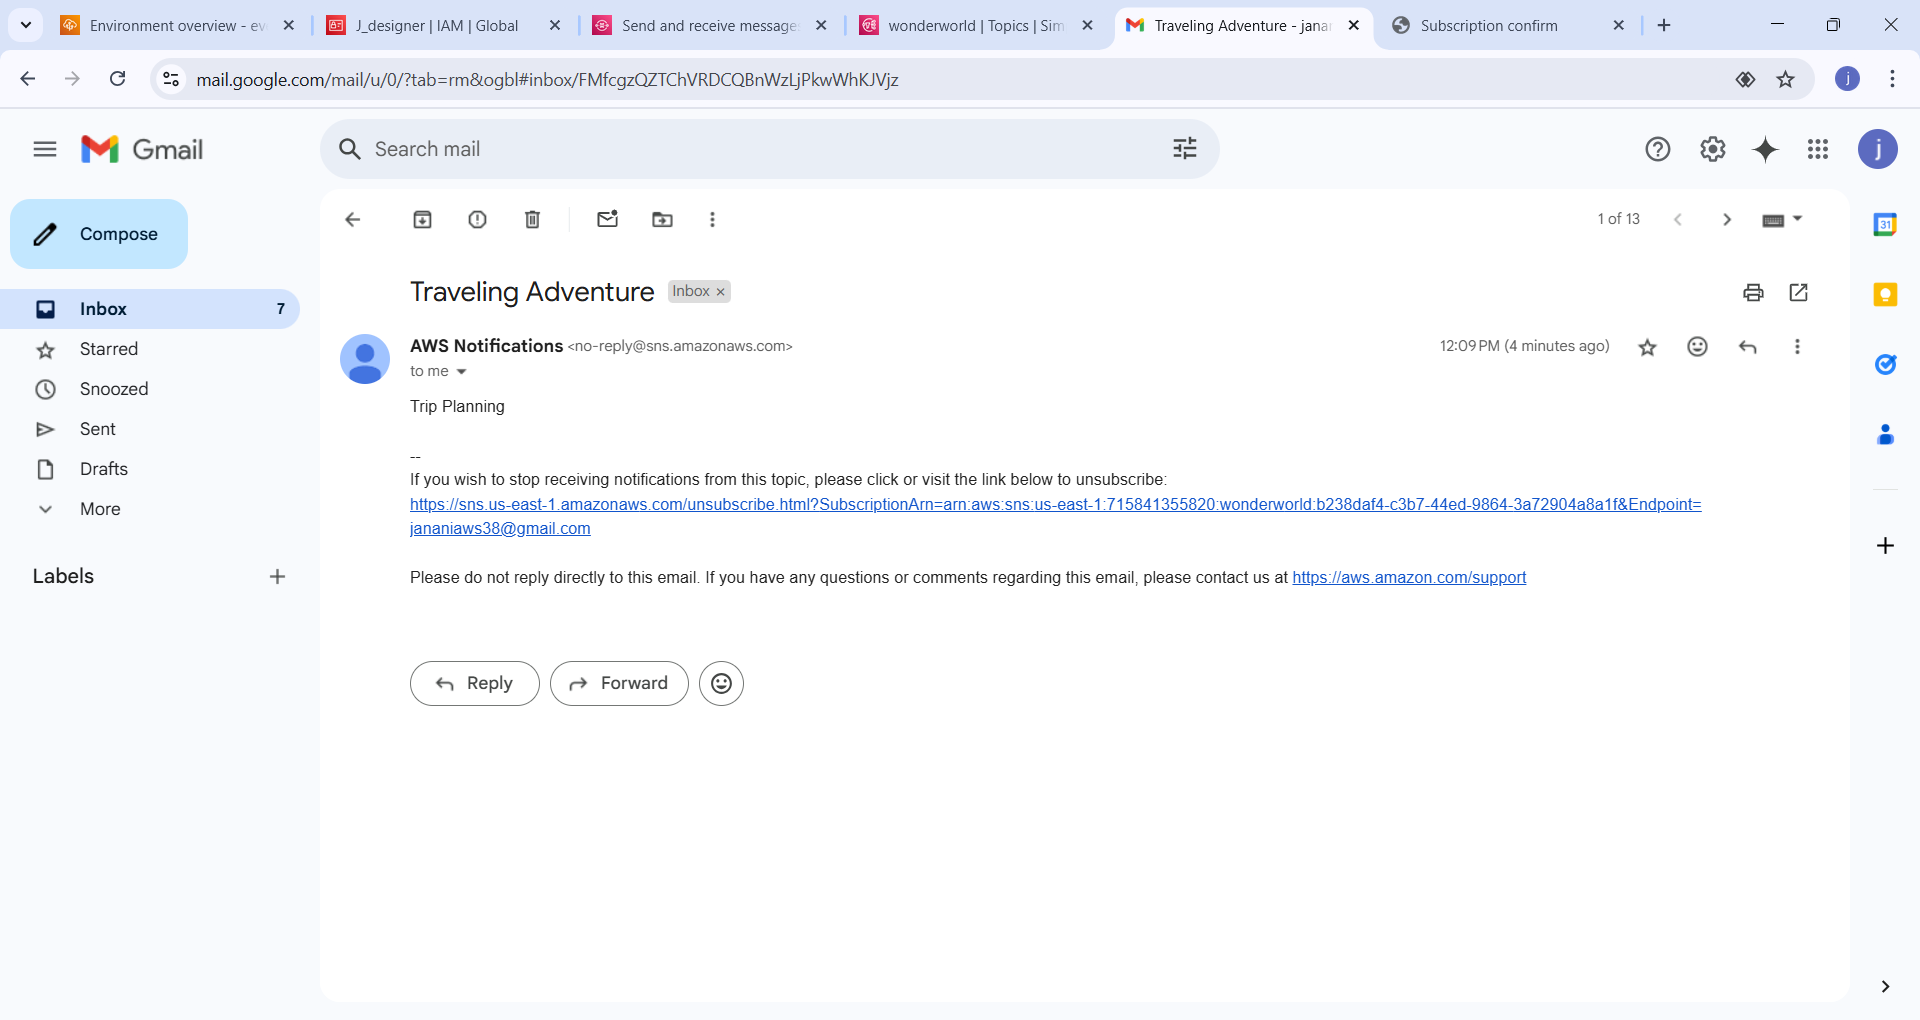 Environment overview - ev
J_designer | IAM | Global
Send and receive message
wonderworld | Topics | Sim
Traveling Adventure - jana
Subscription confirm
mail.google.com/mail/u/0/?tab=rm&ogbl#inbox/FMfcgzQZTChVRDCQBnWzLjPkwWhKJVjz
j
Gmail
Search mail
j
Compose
1 of 13
31
Inbox 7
Starred
Snoozed
Sent
Drafts
More
Labels
Traveling Adventure Inbox
AWS Notifications <no-reply@sns.amazonaws.com> 12:09 PM (4 minutes ago)
to me
Trip Planning
--
If you wish to stop receiving notifications from this topic, please click or visit the link below to unsubscribe:
https://sns.us-east-1.amazonaws.com/unsubscribe.html?SubscriptionArn=arn:aws:sns:us-east-1:715841355820:wonderworld:b238daf4-c3b7-44ed-9864-3a72904a8a1f&Endpoint=
jananiaws38@gmail.com
Please do not reply directly to this email. If you have any questions or comments regarding this email, please contact us at https://aws.amazon.com/support
Reply
Forward